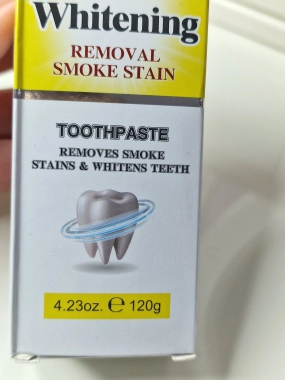 Whitening
REMOVAL
SMOKE STAIN
TOOTHPASTE
REMOVES SMOKE
STAINS & WHITENS TEETH
4.23oz. ℮ 120g